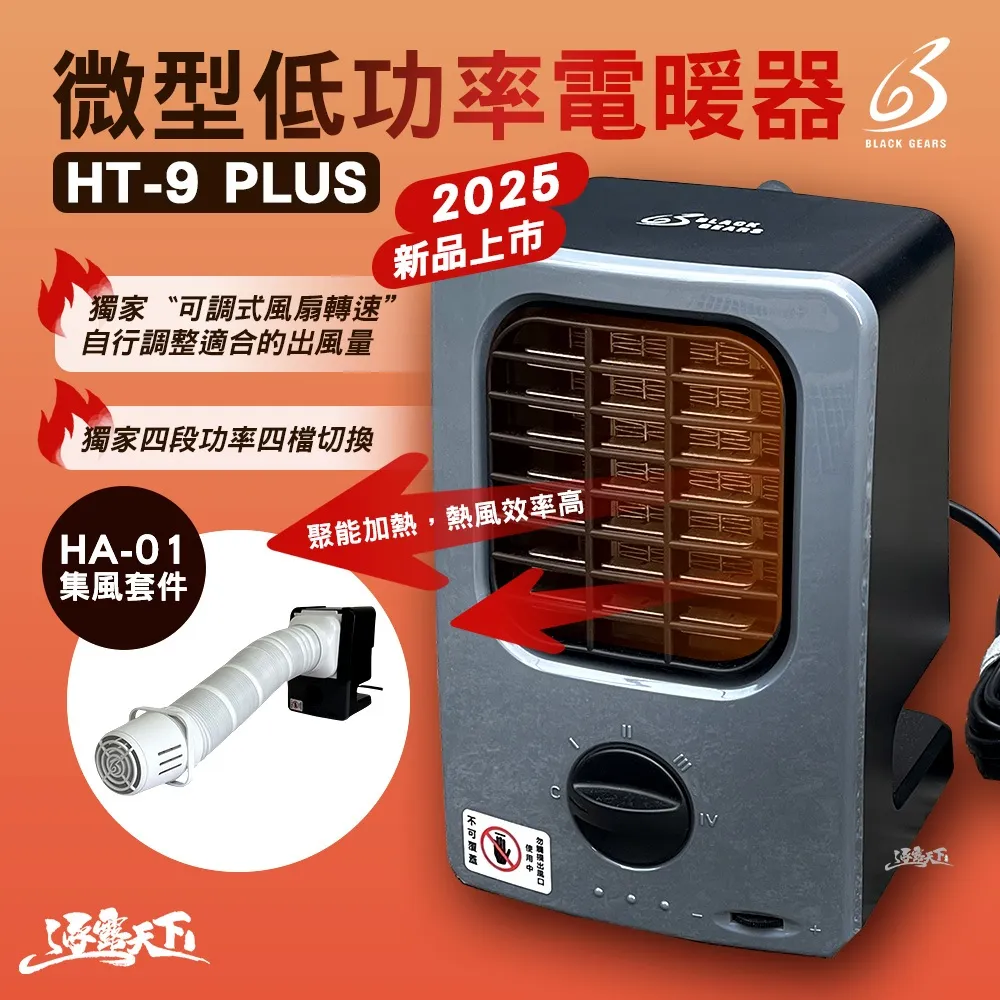 微型低功率電暖器
BLACK GEARS
HT-9 PLUS
2025
新品上市
BLACK
GEARS
獨家〝可調式風扇轉速”
自行調整適合的出風量
獨家四段功率四檔切換
聚能加熱，熱風效率高
HA-01
集風套件
I
II
III
IV
C
不可覆蓋
使用中
勿觸摸出風口
- +
逐露天下
逐露天下